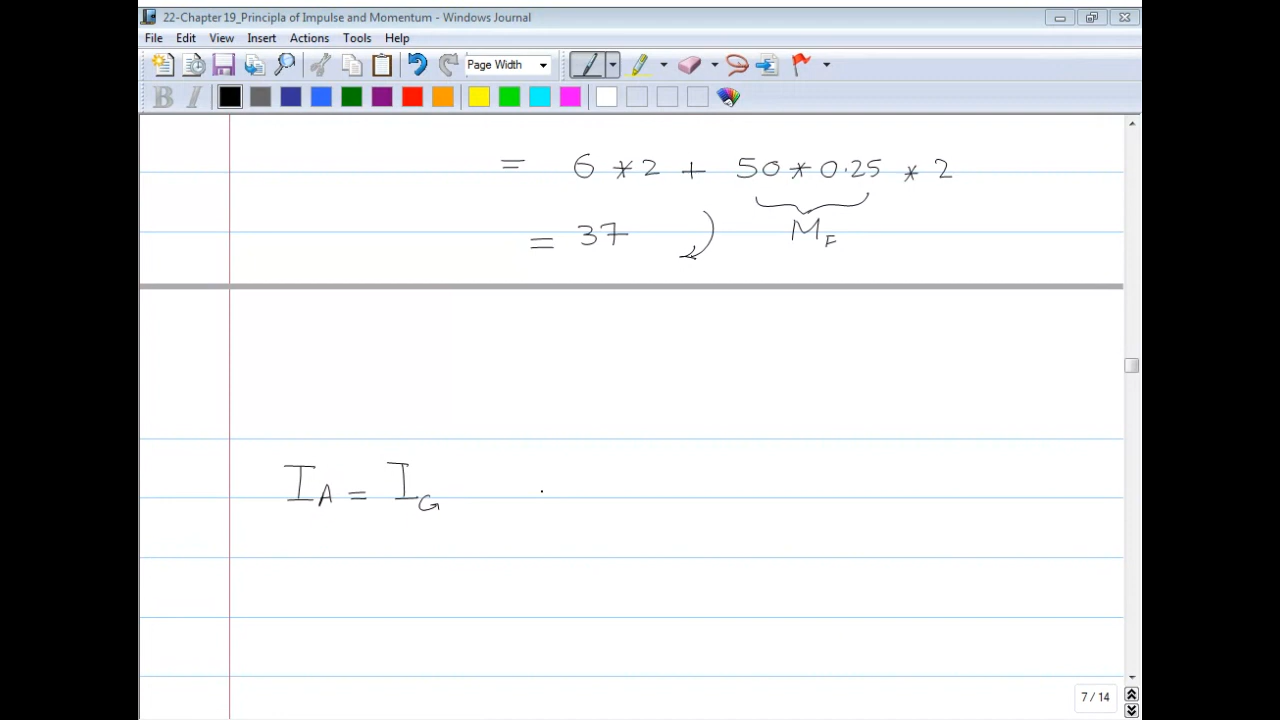 22-Chapter 19_Principla of Impulse and Momentum - Windows Journal
File Edit View Insert Actions Tools Help
Page Width
B I
= 6 * 2 + 50 * 0.25 * 2
= 37 M_F
I_A = I_G
7 / 14